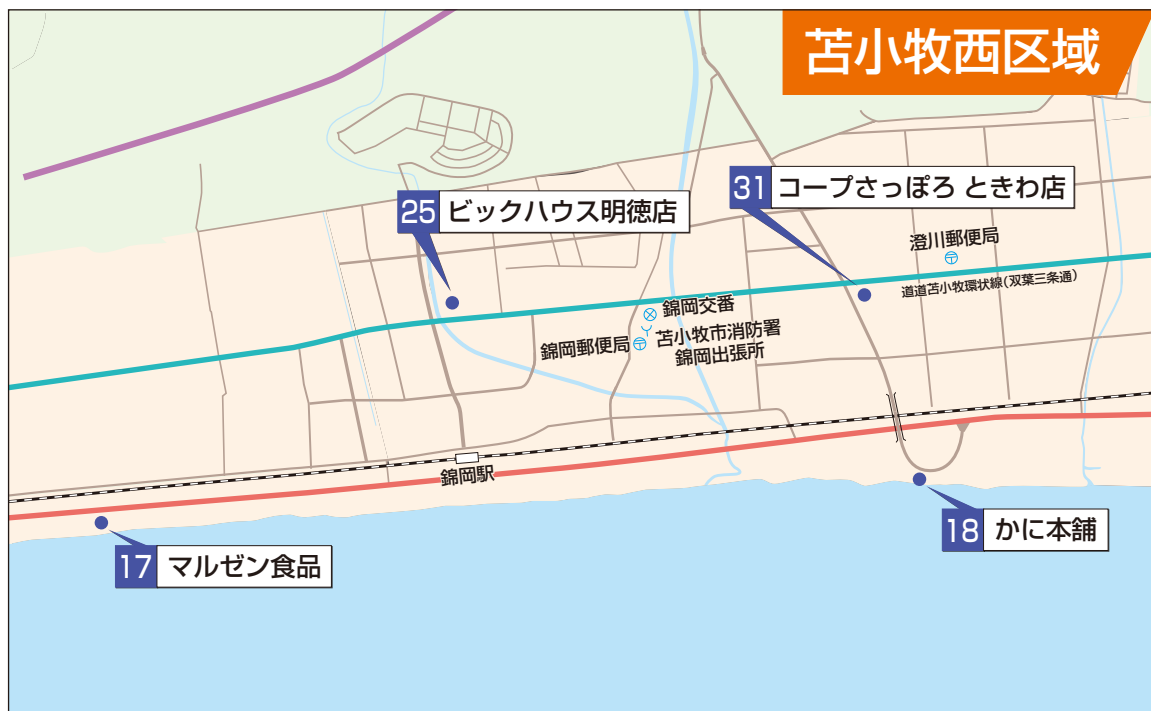 苫小牧西区域
31 コープさっぽろ ときわ店
25 ビックハウス明徳店
澄川郵便局
道道苫小牧環状線(双葉三条通)
錦岡交番
苫小牧市消防署
錦岡出張所
錦岡郵便局
錦岡駅
18 かに本舗
17 マルゼン食品